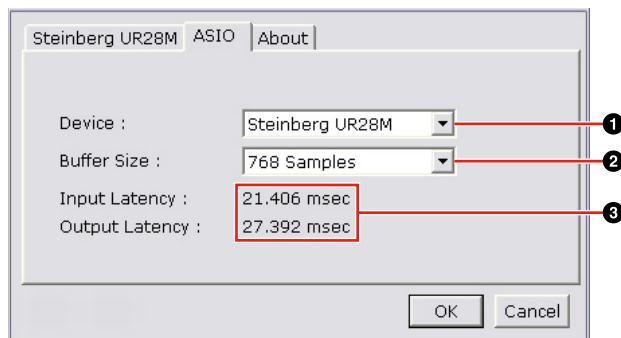 Steinberg UR28M ASIO About
Device : Steinberg UR28M 1
Buffer Size : 768 Samples 2
Input Latency : 21.406 msec
Output Latency : 27.392 msec 3
OK Cancel